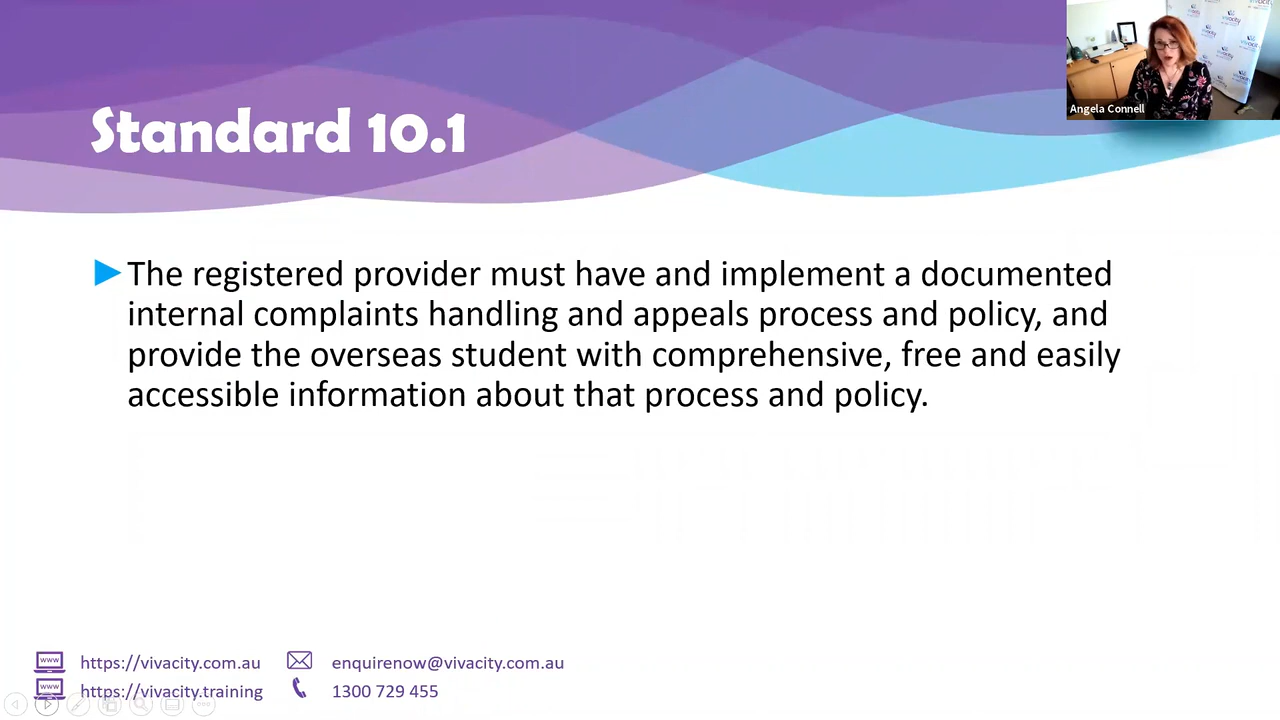 Angela Connell
Standard 10.1
The registered provider must have and implement a documented
internal complaints handling and appeals process and policy, and
provide the overseas student with comprehensive, free and easily
accessible information about that process and policy.
www https://vivacity.com.au enquirenow@vivacity.com.au
www https://vivacity.training 1300 729 455